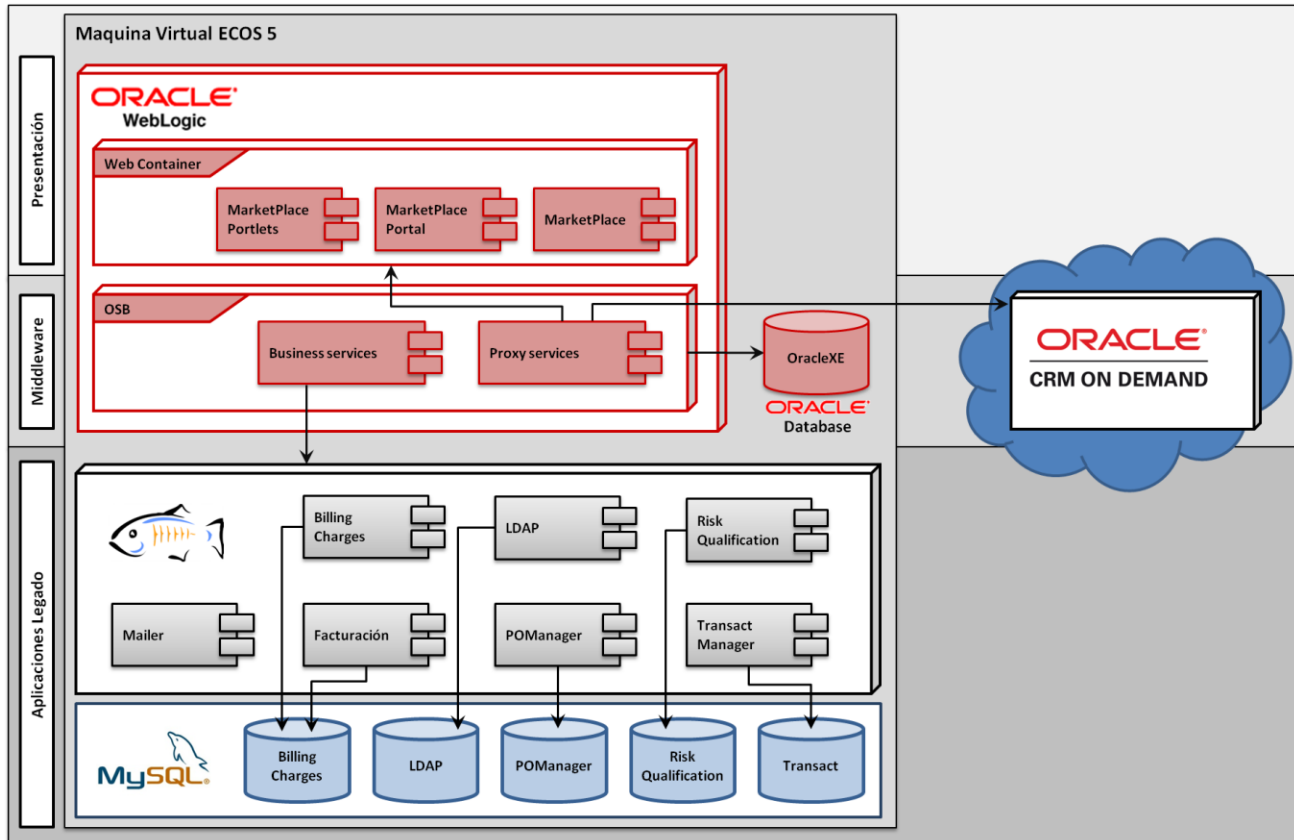 Maquina Virtual ECOS 5
Presentación
ORACLE®
WebLogic
Web Container
MarketPlace
Portlets
MarketPlace
Portal
MarketPlace
Middleware
OSB
Business services
Proxy services
OracleXE
ORACLE®
Database
ORACLE®
CRM ON DEMAND
Aplicaciones Legado
Billing
Charges
LDAP
Risk
Qualification
Mailer
Facturación
POManager
Transact
Manager
MySQL®
Billing
Charges
LDAP
POManager
Risk
Qualification
Transact